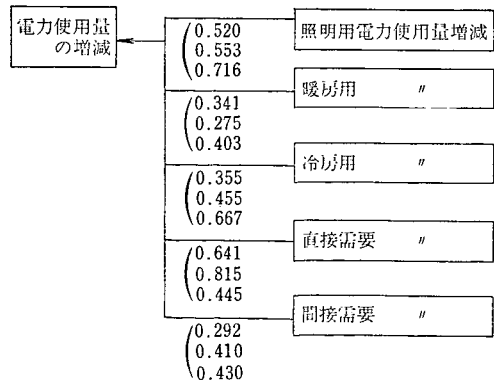 電力使用量
の増減
照明用電力使用量増減
0.520
0.553
0.716
暖房用 〃
0.341
0.275
0.403
冷房用 〃
0.355
0.455
0.667
直接需要 〃
0.641
0.815
0.445
間接需要 〃
0.292
0.410
0.430